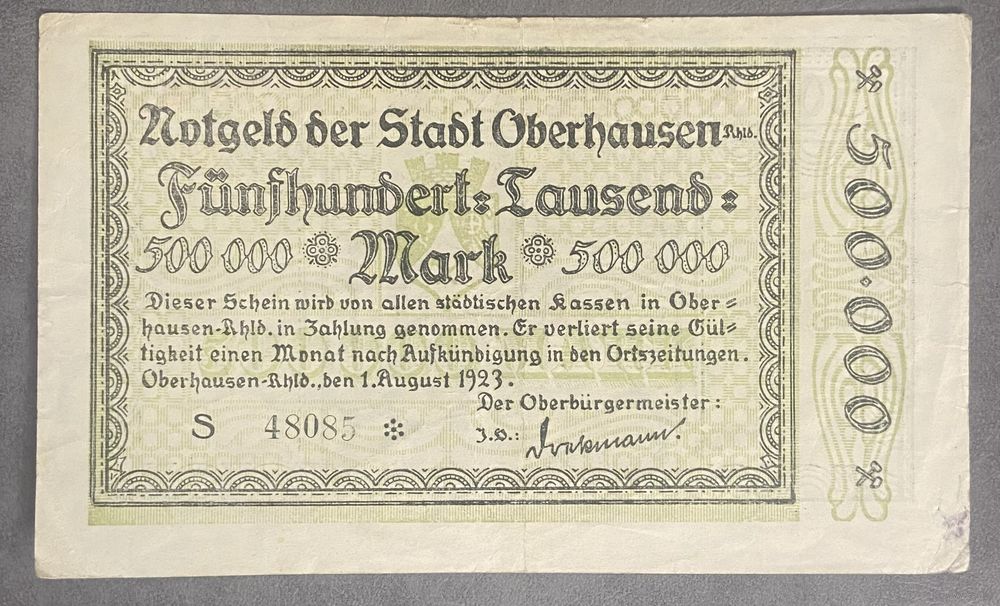 Notgeld der Stadt Oberhausen Rhld.
Fünfhundert-Tausend-
500 000 Mark 500 000
Dieser Schein wird von allen städtischen Kassen in Ober-
hausen-Rhld. in Zahlung genommen. Er verliert seine Gül-
tigkeit einen Monat nach Aufkündigung in den Ortszeitungen.
Oberhausen-Rhld., den 1. August 1923.
Der Oberbürgermeister:
S 48085 *
J.V.:
500.000